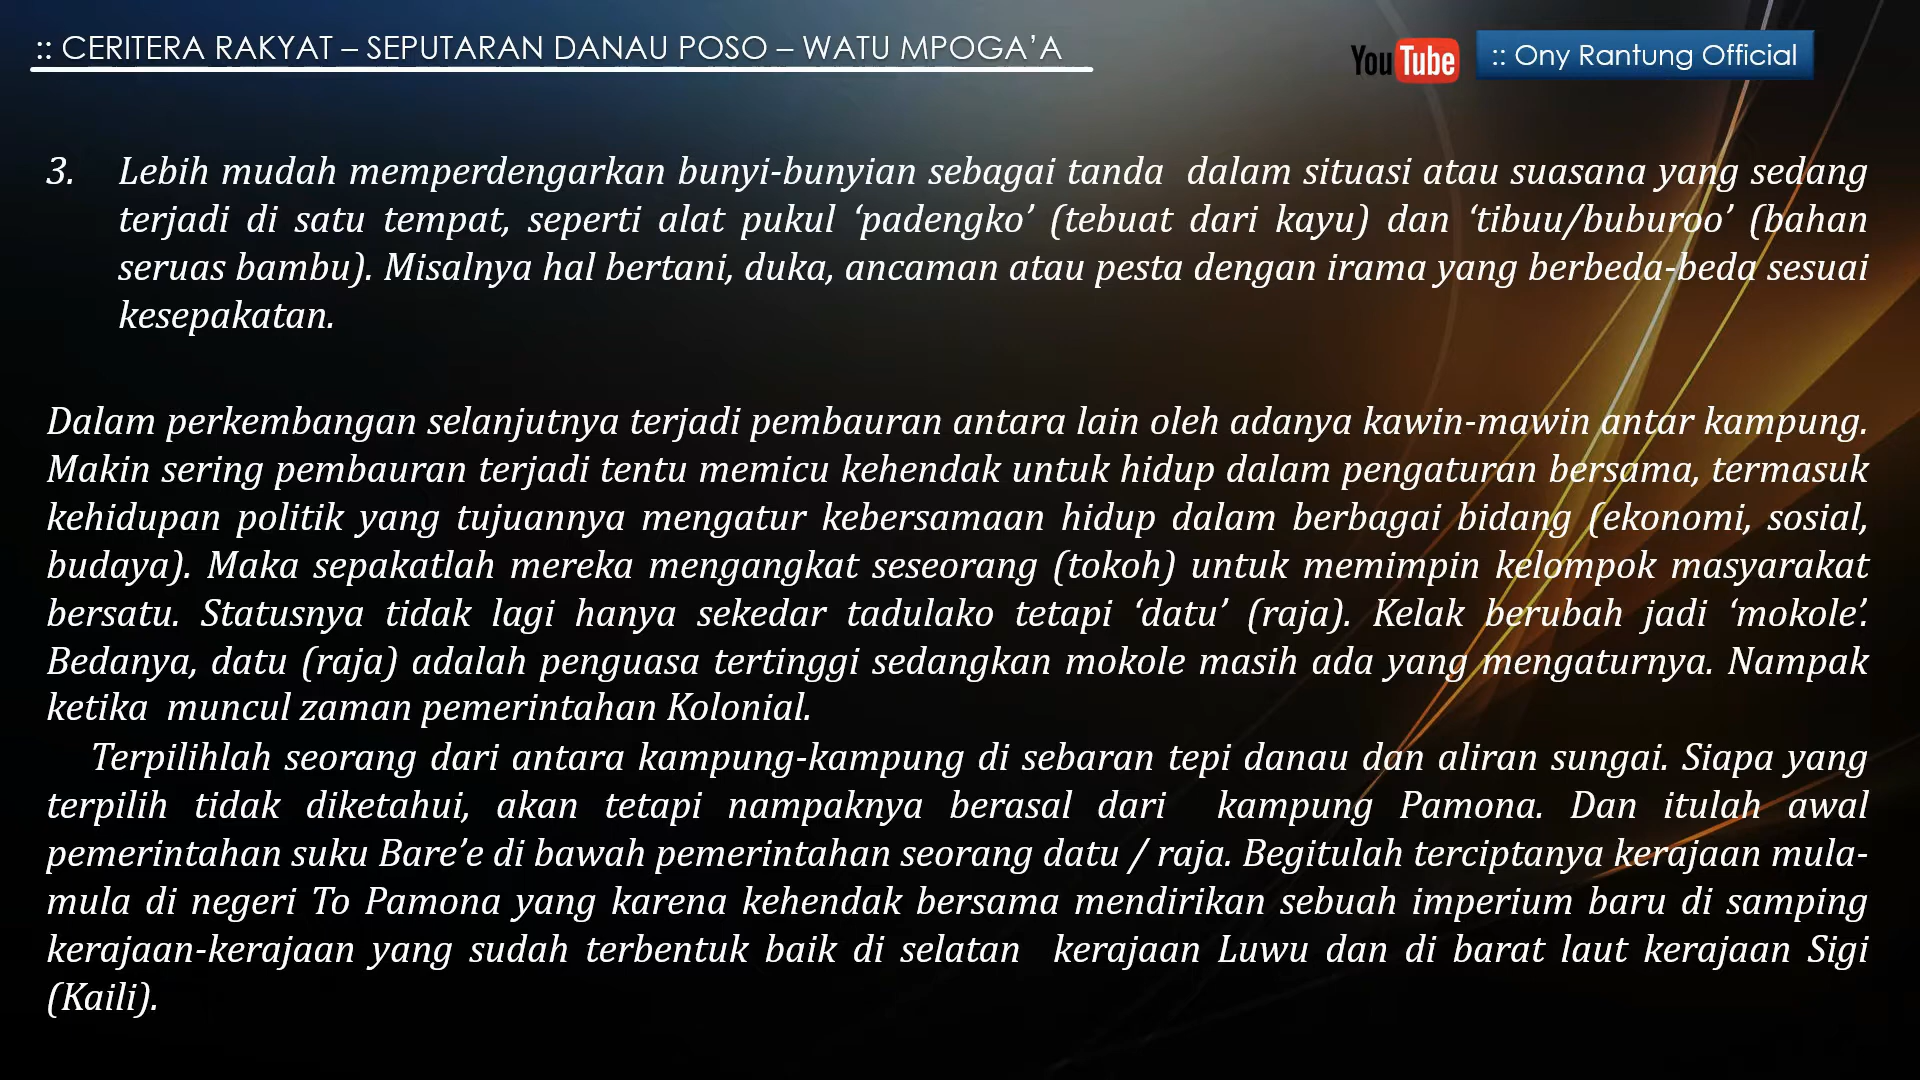 :: CERITERA RAKYAT – SEPUTARAN DANAU POSO – WATU MPOGA’A
YouTube
:: Ony Rantung Official
3. Lebih mudah memperdengarkan bunyi-bunyian sebagai tanda dalam situasi atau suasana yang sedang
terjadi di satu tempat, seperti alat pukul ‘padengko’ (tebuat dari kayu) dan ‘tibuu/buburoo’ (bahan
seruas bambu). Misalnya hal bertani, duka, ancaman atau pesta dengan irama yang berbeda-beda sesuai
kesepakatan.
Dalam perkembangan selanjutnya terjadi pembauran antara lain oleh adanya kawin-mawin antar kampung.
Makin sering pembauran terjadi tentu memicu kehendak untuk hidup dalam pengaturan bersama, termasuk
kehidupan politik yang tujuannya mengatur kebersamaan hidup dalam berbagai bidang (ekonomi, sosial,
budaya). Maka sepakatlah mereka mengangkat seseorang (tokoh) untuk memimpin kelompok masyarakat
bersatu. Statusnya tidak lagi hanya sekedar tadulako tetapi ‘datu’ (raja). Kelak berubah jadi ‘mokole’.
Bedanya, datu (raja) adalah penguasa tertinggi sedangkan mokole masih ada yang mengaturnya. Nampak
ketika muncul zaman pemerintahan Kolonial.
Terpilihlah seorang dari antara kampung-kampung di sebaran tepi danau dan aliran sungai. Siapa yang
terpilih tidak diketahui, akan tetapi nampaknya berasal dari kampung Pamona. Dan itulah awal
pemerintahan suku Bare’e di bawah pemerintahan seorang datu / raja. Begitulah terciptanya kerajaan mula-
mula di negeri To Pamona yang karena kehendak bersama mendirikan sebuah imperium baru di samping
kerajaan-kerajaan yang sudah terbentuk baik di selatan kerajaan Luwu dan di barat laut kerajaan Sigi
(Kaili).